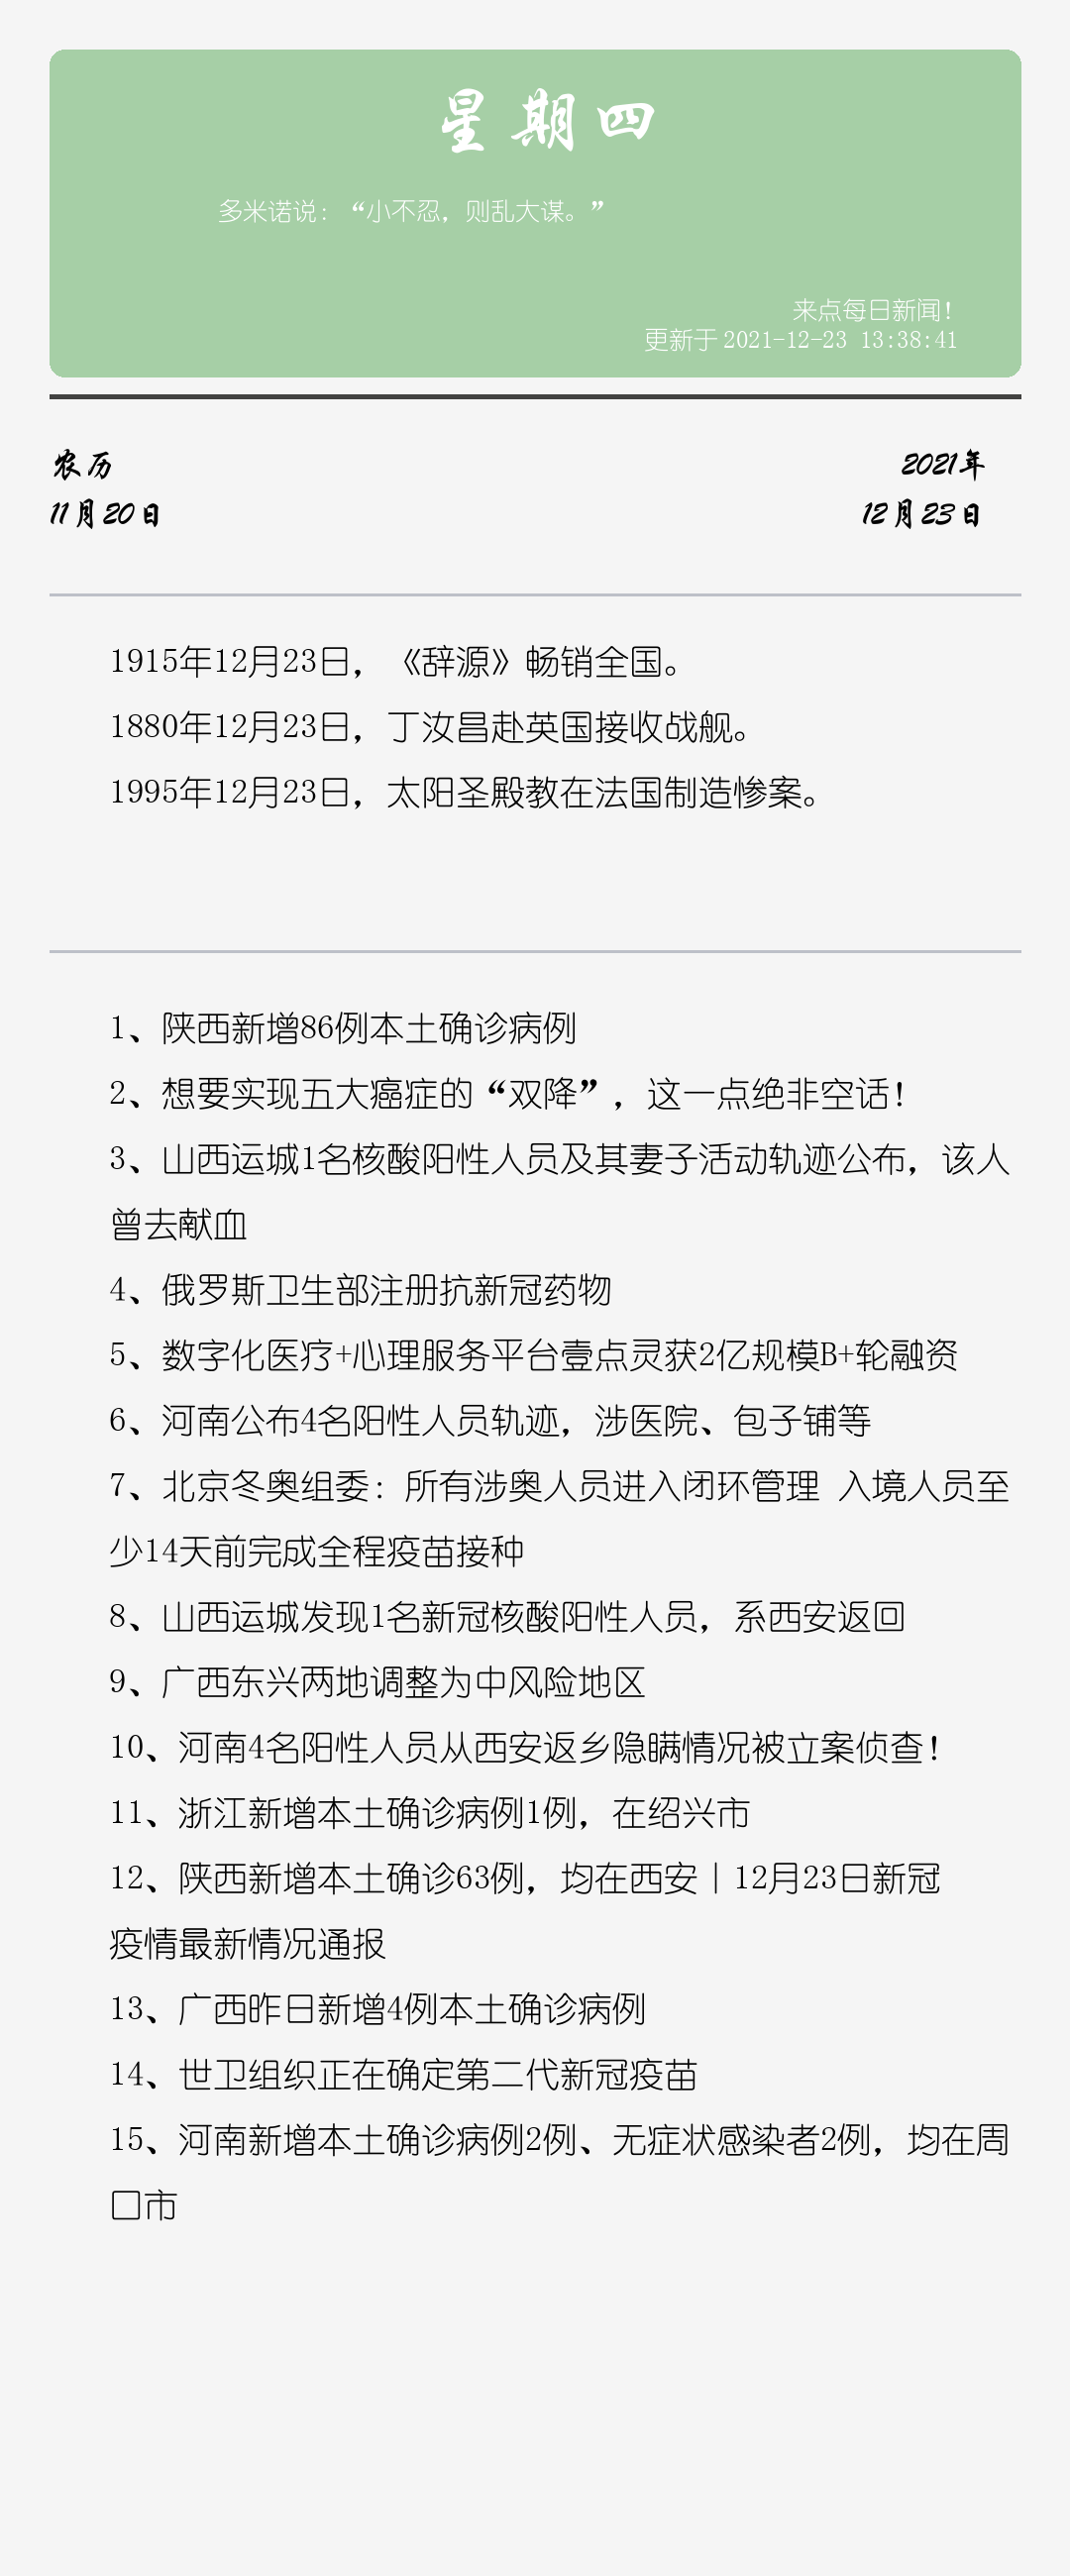 星期四
多米诺说：“小不忍，则乱大谋。”
来点每日新闻！
更新于2021-12-23 13:38:41
农历
2021年
11月20日
12月23日
1915年12月23日，《辞源》畅销全国。
1880年12月23日，丁汝昌赴英国接收战舰。
1995年12月23日，太阳圣殿教在法国制造惨案。
1、陕西新增86例本土确诊病例
2、想要实现五大癌症的“双降”，这一点绝非空话！
3、山西运城1名核酸阳性人员及其妻子活动轨迹公布，该人
曾去献血
4、俄罗斯卫生部注册抗新冠药物
5、数字化医疗+心理服务平台壹点灵获2亿规模B+轮融资
6、河南公布4名阳性人员轨迹，涉医院、包子铺等
7、北京冬奥组委：所有涉奥人员进入闭环管理 入境人员至
少14天前完成全程疫苗接种
8、山西运城发现1名新冠核酸阳性人员，系西安返回
9、广西东兴两地调整为中风险地区
10、河南4名阳性人员从西安返乡隐瞒情况被立案侦查！
11、浙江新增本土确诊病例1例，在绍兴市
12、陕西新增本土确诊63例，均在西安｜12月23日新冠
疫情最新情况通报
13、广西昨日新增4例本土确诊病例
14、世卫组织正在确定第二代新冠疫苗
15、河南新增本土确诊病例2例、无症状感染者2例，均在周
口市